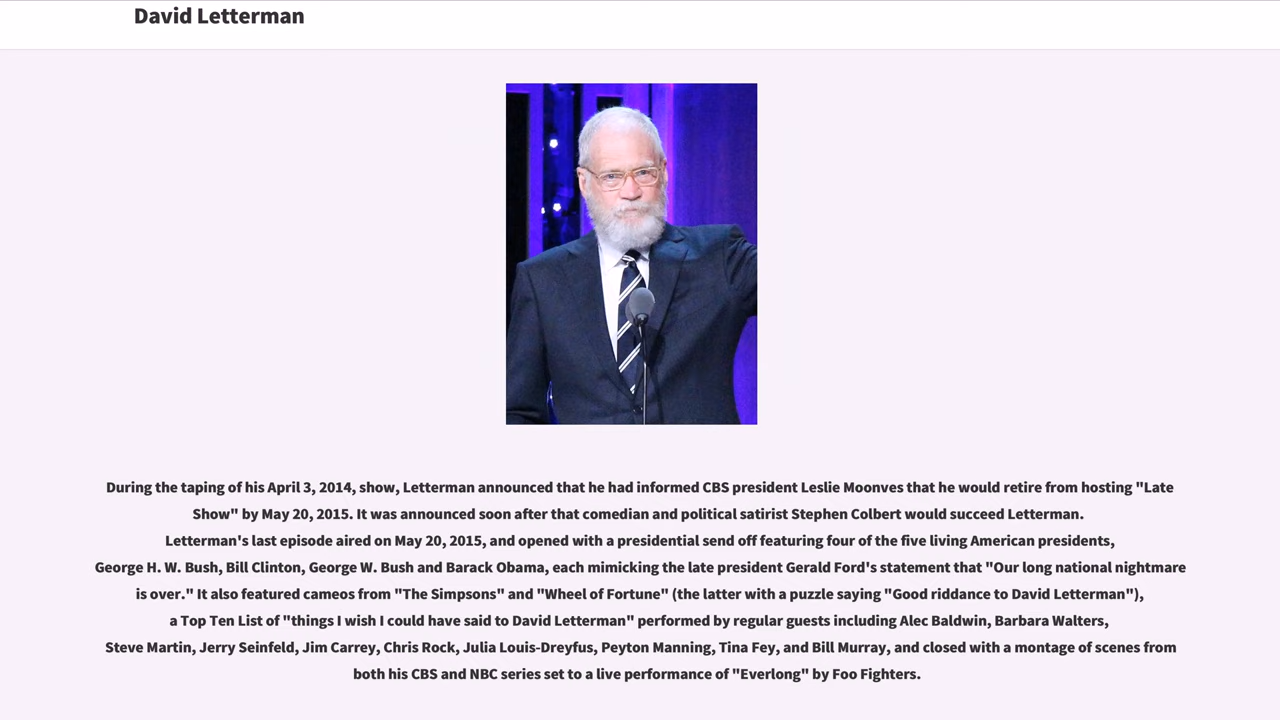 David Letterman
During the taping of his April 3, 2014, show, Letterman announced that he had informed CBS president Leslie Moonves that he would retire from hosting "Late
Show" by May 20, 2015. It was announced soon after that comedian and political satirist Stephen Colbert would succeed Letterman.
Letterman's last episode aired on May 20, 2015, and opened with a presidential send off featuring four of the five living American presidents,
George H. W. Bush, Bill Clinton, George W. Bush and Barack Obama, each mimicking the late president Gerald Ford's statement that "Our long national nightmare
is over." It also featured cameos from "The Simpsons" and "Wheel of Fortune" (the latter with a puzzle saying "Good riddance to David Letterman"),
a Top Ten List of "things I wish I could have said to David Letterman" performed by regular guests including Alec Baldwin, Barbara Walters,
Steve Martin, Jerry Seinfeld, Jim Carrey, Chris Rock, Julia Louis-Dreyfus, Peyton Manning, Tina Fey, and Bill Murray, and closed with a montage of scenes from
both his CBS and NBC series set to a live performance of "Everlong" by Foo Fighters.